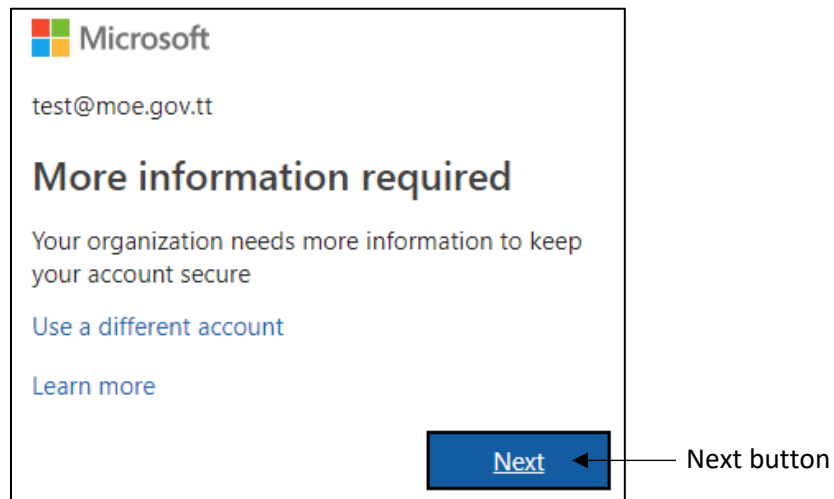 Microsoft
test@moe.gov.tt
More information required
Your organization needs more information to keep
your account secure
Use a different account
Learn more
Next
Next button